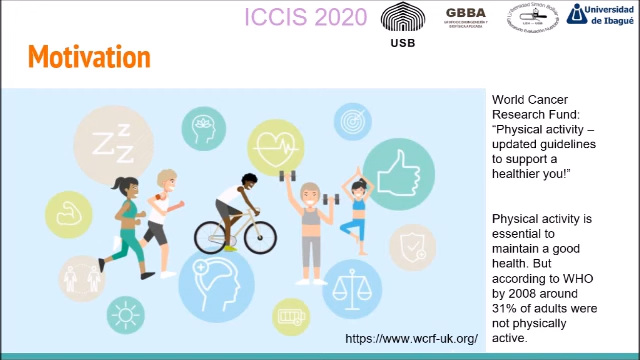 ICCIS 2020
USB
GBBA
Universidad
de Ibagué
Motivation
World Cancer
Research Fund:
“Physical activity –
updated guidelines
to support a
healthier you!”
Physical activity is
essential to
maintain a good
health. But
according to WHO
by 2008 around
31% of adults were
not physically
active.
Z Z Z
https://www.wcrf-uk.org/